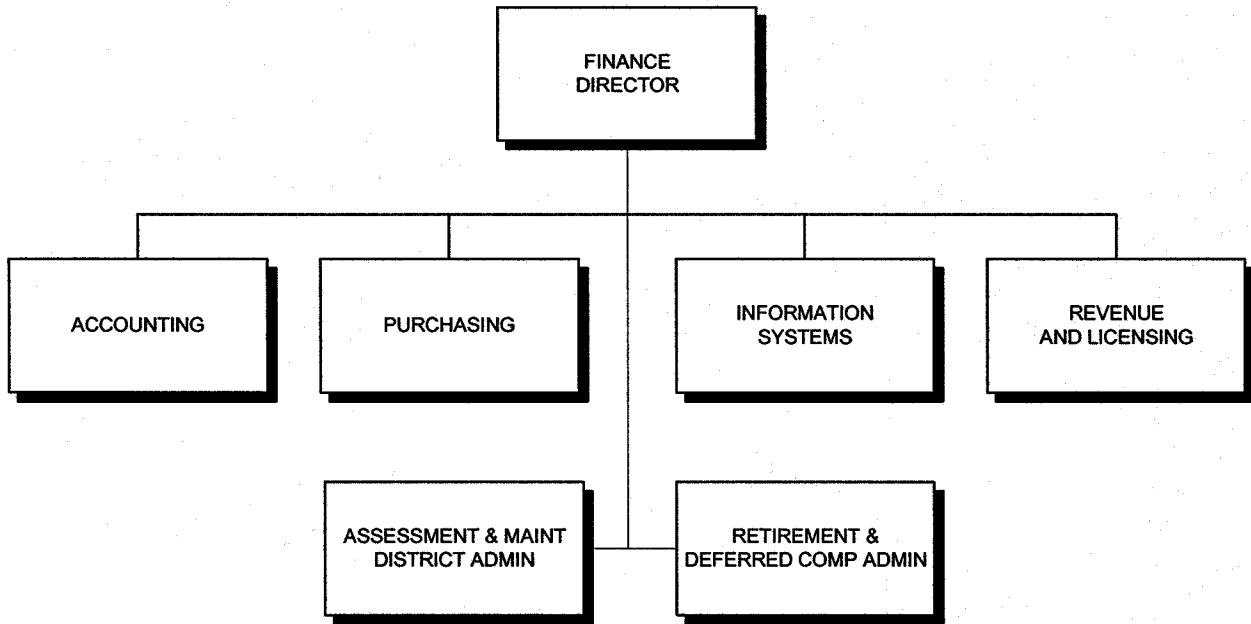 FINANCE
DIRECTOR
ACCOUNTING
PURCHASING
INFORMATION
SYSTEMS
REVENUE
AND LICENSING
ASSESSMENT & MAINT
DISTRICT ADMIN
RETIREMENT &
DEFERRED COMP ADMIN